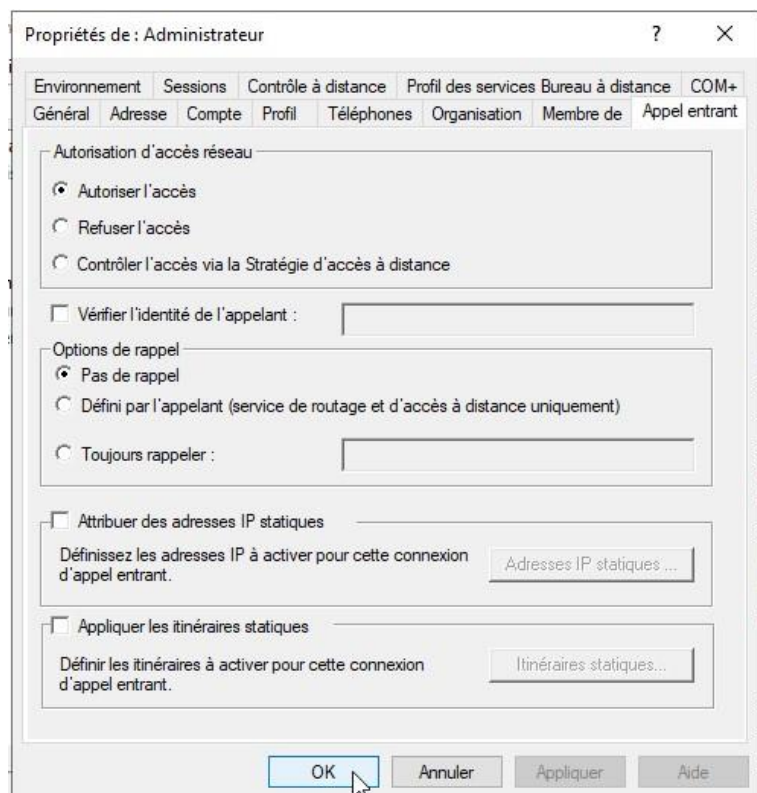 Propriétés de : Administrateur ? ×
Environnement Sessions Contrôle à distance Profil des services Bureau à distance COM+
Général Adresse Compte Profil Téléphones Organisation Membre de Appel entrant
Autorisation d'accès réseau
Autoriser l'accès
Refuser l'accès
Contrôler l'accès via la Stratégie d'accès à distance
Vérifier l'identité de l'appelant :
Options de rappel
Pas de rappel
Défini par l'appelant (service de routage et d'accès à distance uniquement)
Toujours rappeler :
Attribuer des adresses IP statiques
Définissez les adresses IP à activer pour cette connexion
d'appel entrant.
Adresses IP statiques ...
Appliquer les itinéraires statiques
Définir les itinéraires à activer pour cette connexion
d'appel entrant.
Itinéraires statiques...
OK Annuler Appliquer Aide